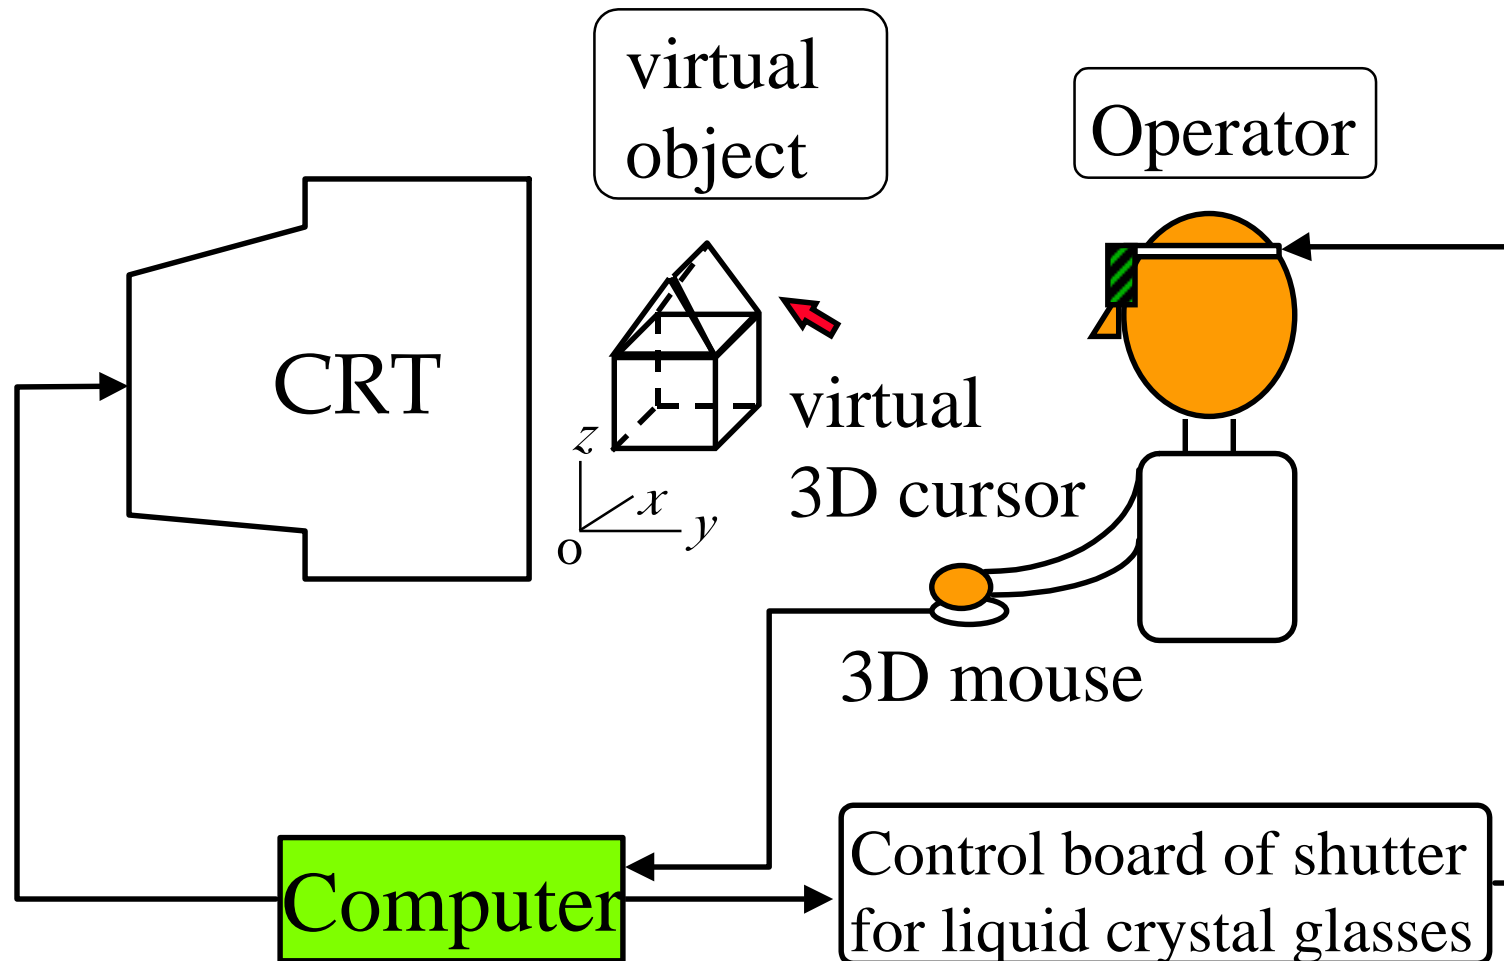 virtual
object
Operator
CRT
virtual
3D cursor
z
x
y
o
3D mouse
Computer
Control board of shutter
for liquid crystal glasses